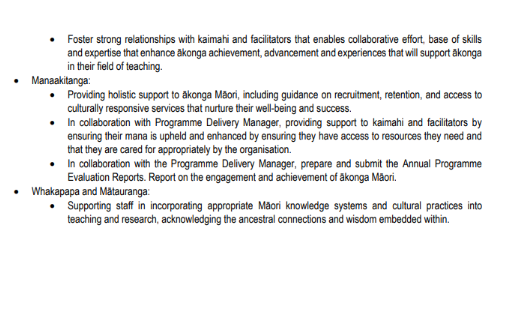 • Foster strong relationships with kaimahi and facilitators that enables collaborative effort, base of skills
and expertise that enhance ākonga achievement, advancement and experiences that will support ākonga
in their field of teaching.
• Manaakitanga:
• Providing holistic support to ākonga Māori, including guidance on recruitment, retention, and access to
culturally responsive services that nurture their well-being and success.
• In collaboration with Programme Delivery Manager, providing support to kaimahi and facilitators by
ensuring their mana is upheld and enhanced by ensuring they have access to resources they need and
that they are cared for appropriately by the organisation.
• In collaboration with the Programme Delivery Manager, prepare and submit the Annual Programme
Evaluation Reports. Report on the engagement and achievement of ākonga Māori.
• Whakapapa and Mātauranga:
• Supporting staff in incorporating appropriate Māori knowledge systems and cultural practices into
teaching and research, acknowledging the ancestral connections and wisdom embedded within.